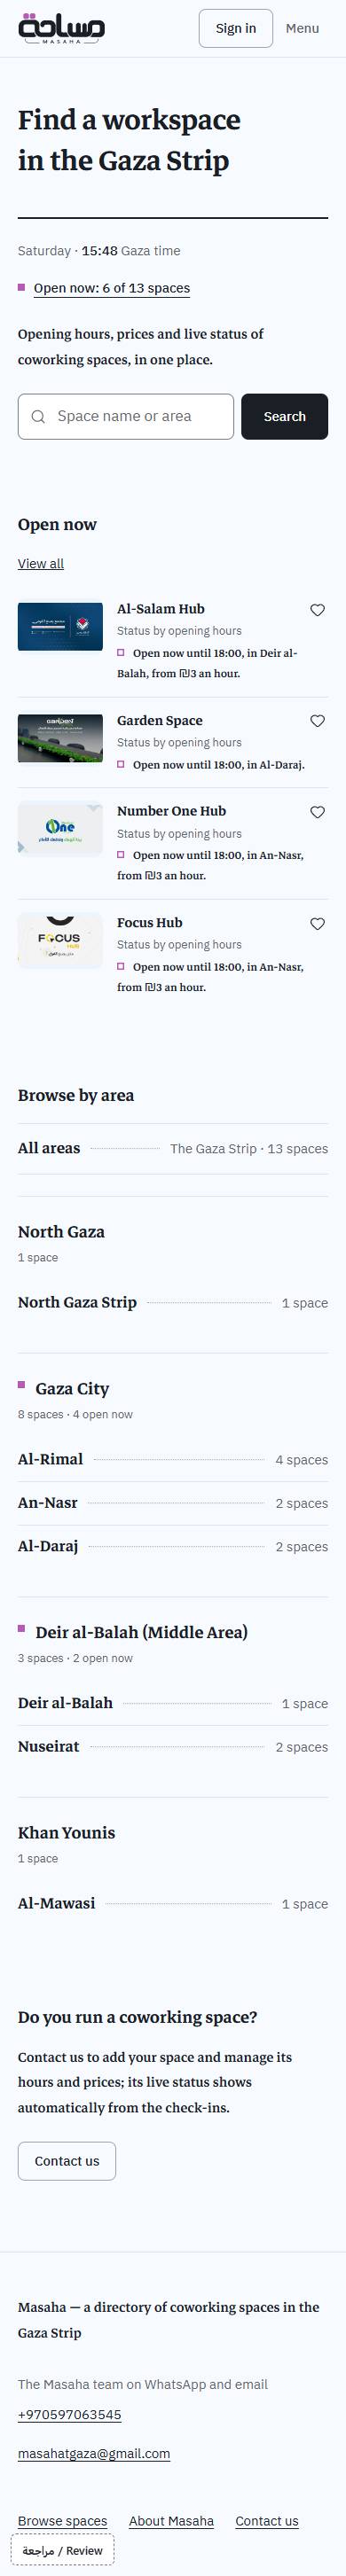 مساحة
MASAHA
Sign in
Menu
Find a workspace
in the Gaza Strip
Saturday · 15:48 Gaza time
Open now: 6 of 13 spaces
Opening hours, prices and live status of
coworking spaces, in one place.
Space name or area
Search
Open now
View all
Al-Salam Hub
Status by opening hours
Open now until 18:00, in Deir al-
Balah, from ₪3 an hour.
Garden Space
Status by opening hours
Open now until 18:00, in Al-Daraj.
One
Number One Hub
Status by opening hours
Open now until 18:00, in An-Nasr,
from ₪3 an hour.
FOCUS
Focus Hub
Status by opening hours
Open now until 18:00, in An-Nasr,
from ₪3 an hour.
Browse by area
All areas The Gaza Strip · 13 spaces
North Gaza
1 space
North Gaza Strip 1 space
Gaza City
8 spaces · 4 open now
Al-Rimal 4 spaces
An-Nasr 2 spaces
Al-Daraj 2 spaces
Deir al-Balah (Middle Area)
3 spaces · 2 open now
Deir al-Balah 1 space
Nuseirat 2 spaces
Khan Younis
1 space
Al-Mawasi 1 space
Do you run a coworking space?
Contact us to add your space and manage its
hours and prices; its live status shows
automatically from the check-ins.
Contact us
Masaha — a directory of coworking spaces in the
Gaza Strip
The Masaha team on WhatsApp and email
+970597063545
masahatgaza@gmail.com
Browse spaces About Masaha Contact us
مراجعة / Review